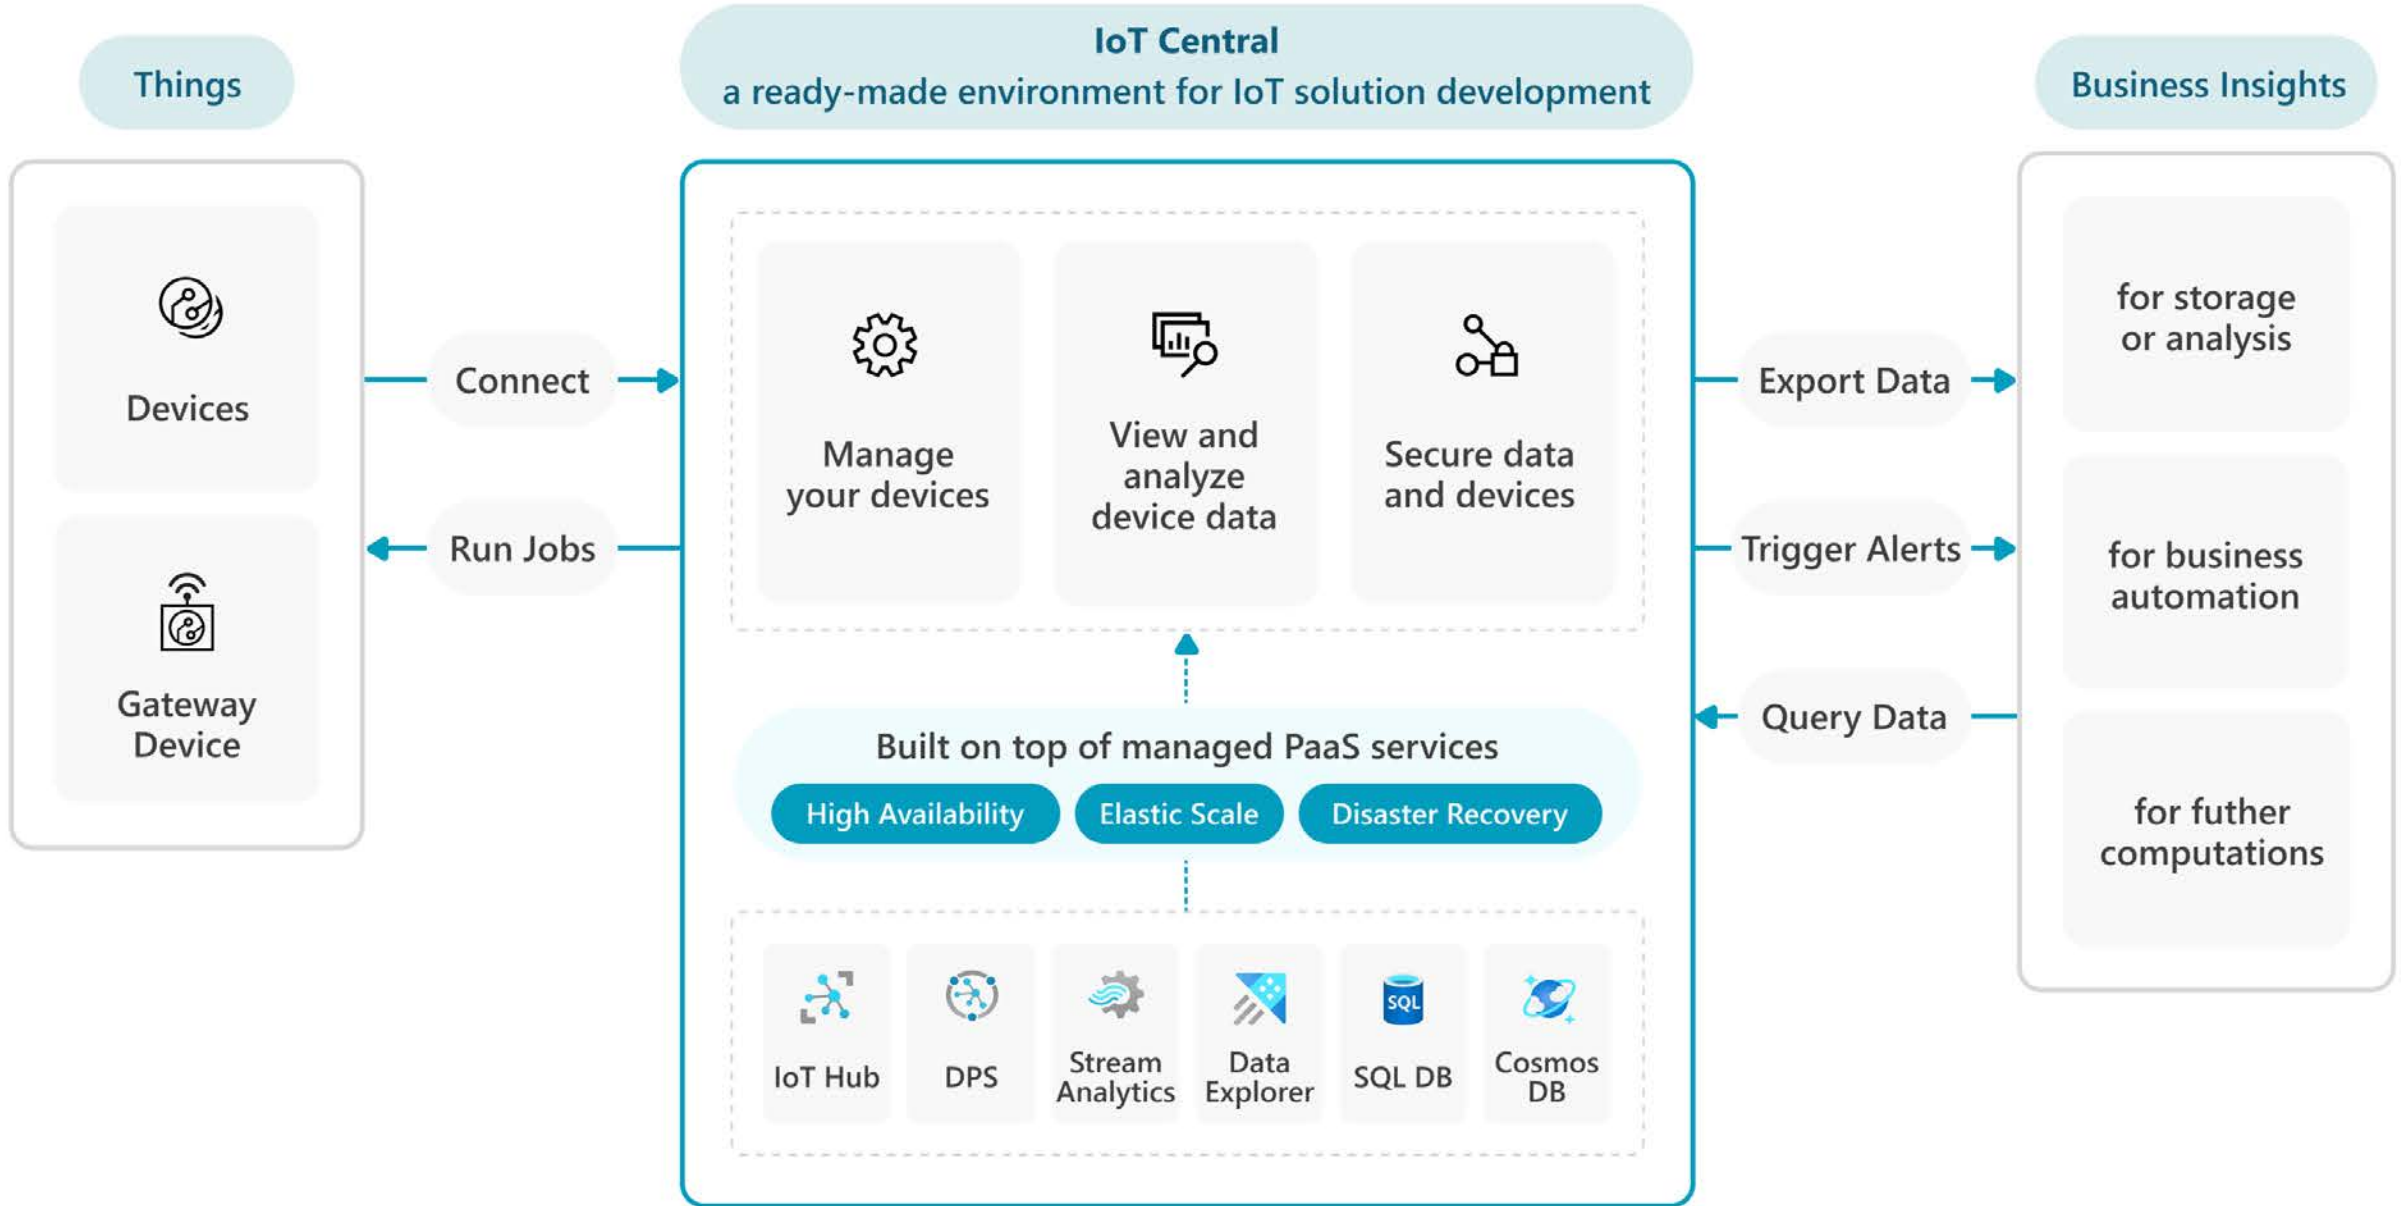 Things
IoT Central
a ready-made environment for IoT solution development
Business Insights
Devices
Gateway
Device
Connect
Run Jobs
Manage
your devices
View and
analyze
device data
Secure data
and devices
Built on top of managed PaaS services
High Availability
Elastic Scale
Disaster Recovery
IoT Hub
DPS
Stream
Analytics
Data
Explorer
SQL
SQL DB
Cosmos
DB
Export Data
Trigger Alerts
Query Data
for storage
or analysis
for business
automation
for futher
computations